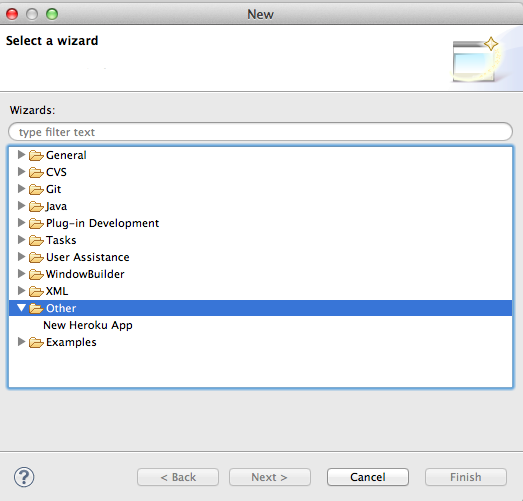 New
Select a wizard
Wizards:
type filter text
General
CVS
Git
Java
Plug-in Development
Tasks
User Assistance
WindowBuilder
XML
Other
New Heroku App
Examples
?
< Back
Next >
Cancel
Finish